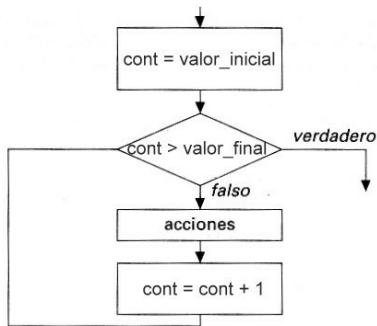 cont = valor_inicial
cont > valor_final
verdadero
falso
acciones
cont = cont + 1